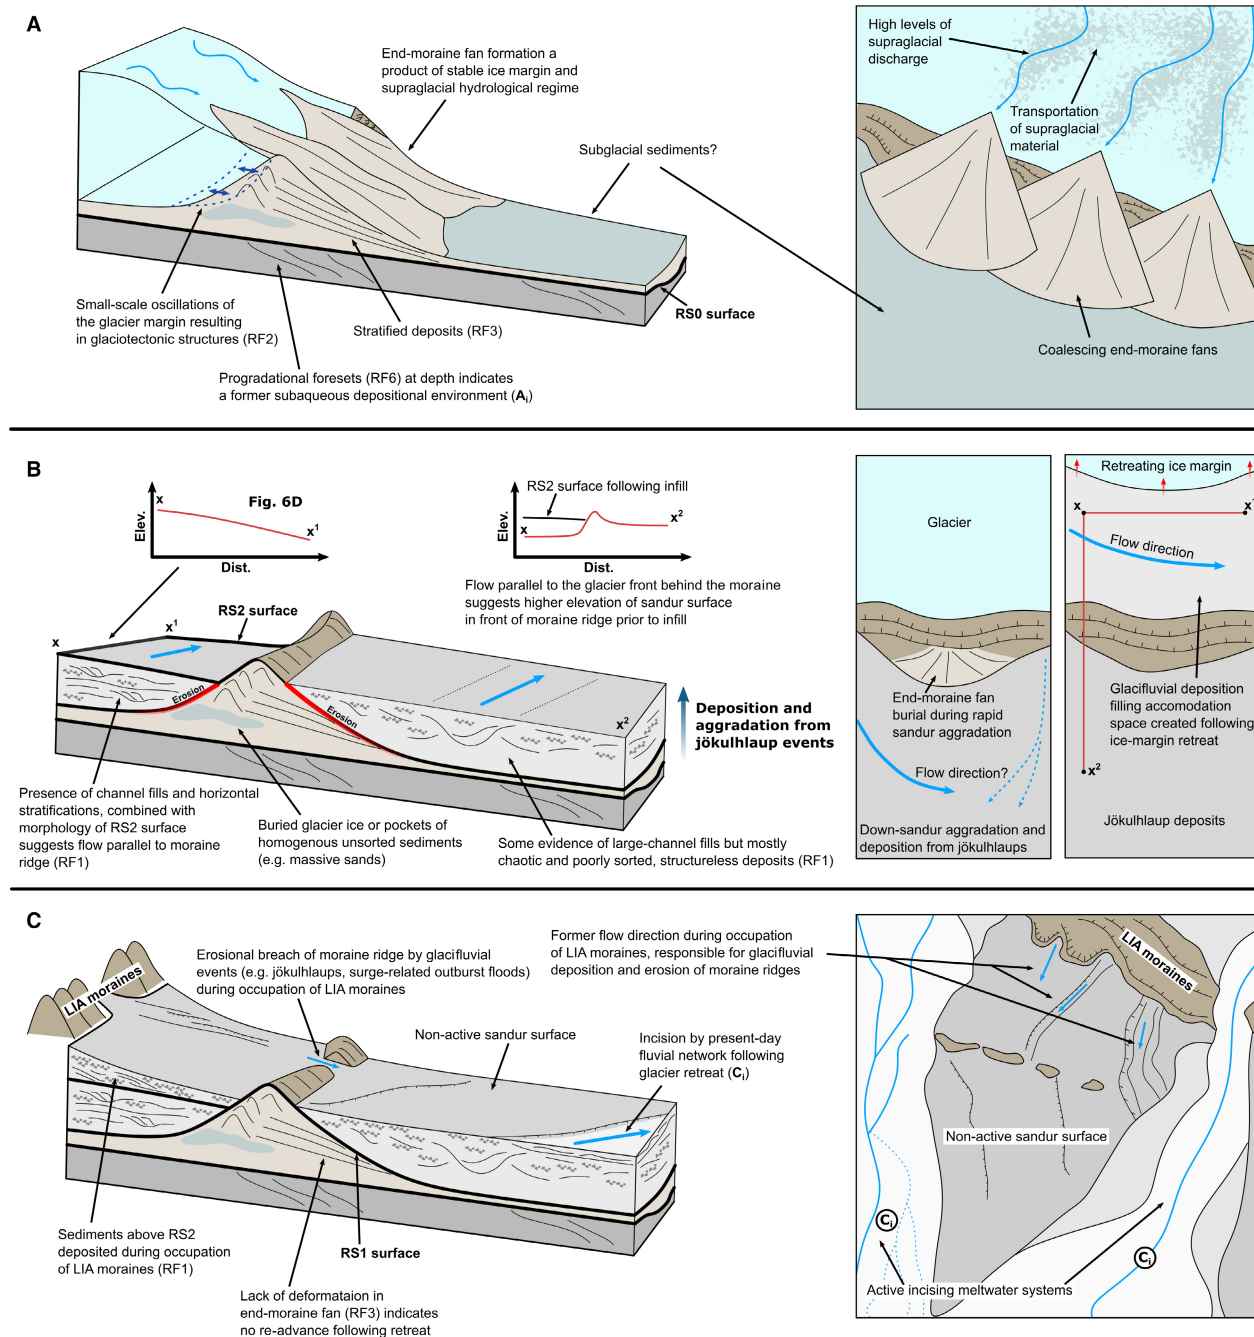 A
End-moraine fan formation a
product of stable ice margin and
supraglacial hydrological regime
Subglacial sediments?
RS0 surface
Small-scale oscillations of
the glacier margin resulting
in glaciotectonic structures (RF2)
Stratified deposits (RF3)
Progradational foresets (RF6) at depth indicates
a former subaqueous depositional environment (Ai)
High levels of
supraglacial
discharge
Transportation
of supraglacial
material
Coalescing end-moraine fans
B
Elev.
x
Fig. 6D
x1
Dist.
Elev.
RS2 surface following infill
x
x2
Dist.
Flow parallel to the glacier front behind the moraine
suggests higher elevation of sandur surface
in front of moraine ridge prior to infill
RS2 surface
x
x1
Erosion
Erosion
x2
Deposition and
aggradation from
jökulhlaup events
Presence of channel fills and horizontal
stratifications, combined with
morphology of RS2 surface
suggests flow parallel to moraine
ridge (RF1)
Buried glacier ice or pockets of
homogenous unsorted sediments
(e.g. massive sands)
Some evidence of large-channel fills but mostly
chaotic and poorly sorted, structureless deposits (RF1)
Glacier
End-moraine fan
burial during rapid
sandur aggradation
Flow direction?
Down-sandur aggradation and
deposition from jökulhlaups
Retreating ice margin
x
x
Flow direction
Glacifluvial deposition
filling accomodation
space created following
ice-margin retreat
x2
Jökulhlaup deposits
C
LIA moraines
Erosional breach of moraine ridge by glacifluvial
events (e.g. jökulhlaups, surge-related outburst floods)
during occupation of LIA moraines
Former flow direction during occupation
of LIA moraines, responsible for glacifluvial
deposition and erosion of moraine ridges
Non-active sandur surface
Incision by present-day
fluvial network following
glacier retreat (Ci)
Sediments above RS2
deposited during occupation
of LIA moraines (RF1)
RS1 surface
Lack of deformataion in
end-moraine fan (RF3) indicates
no re-advance following retreat
LIA moraines
Non-active sandur surface
Ci
Ci
Active incising meltwater systems